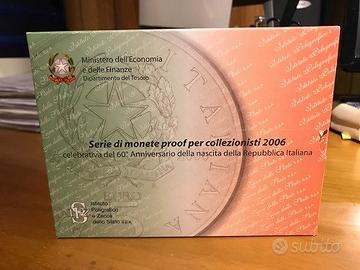 Ministero dell'Economia
e delle Finanze
Dipartimento del Tesoro
Serie di monete proof per collezionisti 2006
celebrativa del 60° Anniversario della nascita della Repubblica Italiana
Istituto
Poligrafico
e Zecca
dello Stato s.p.a.
subito